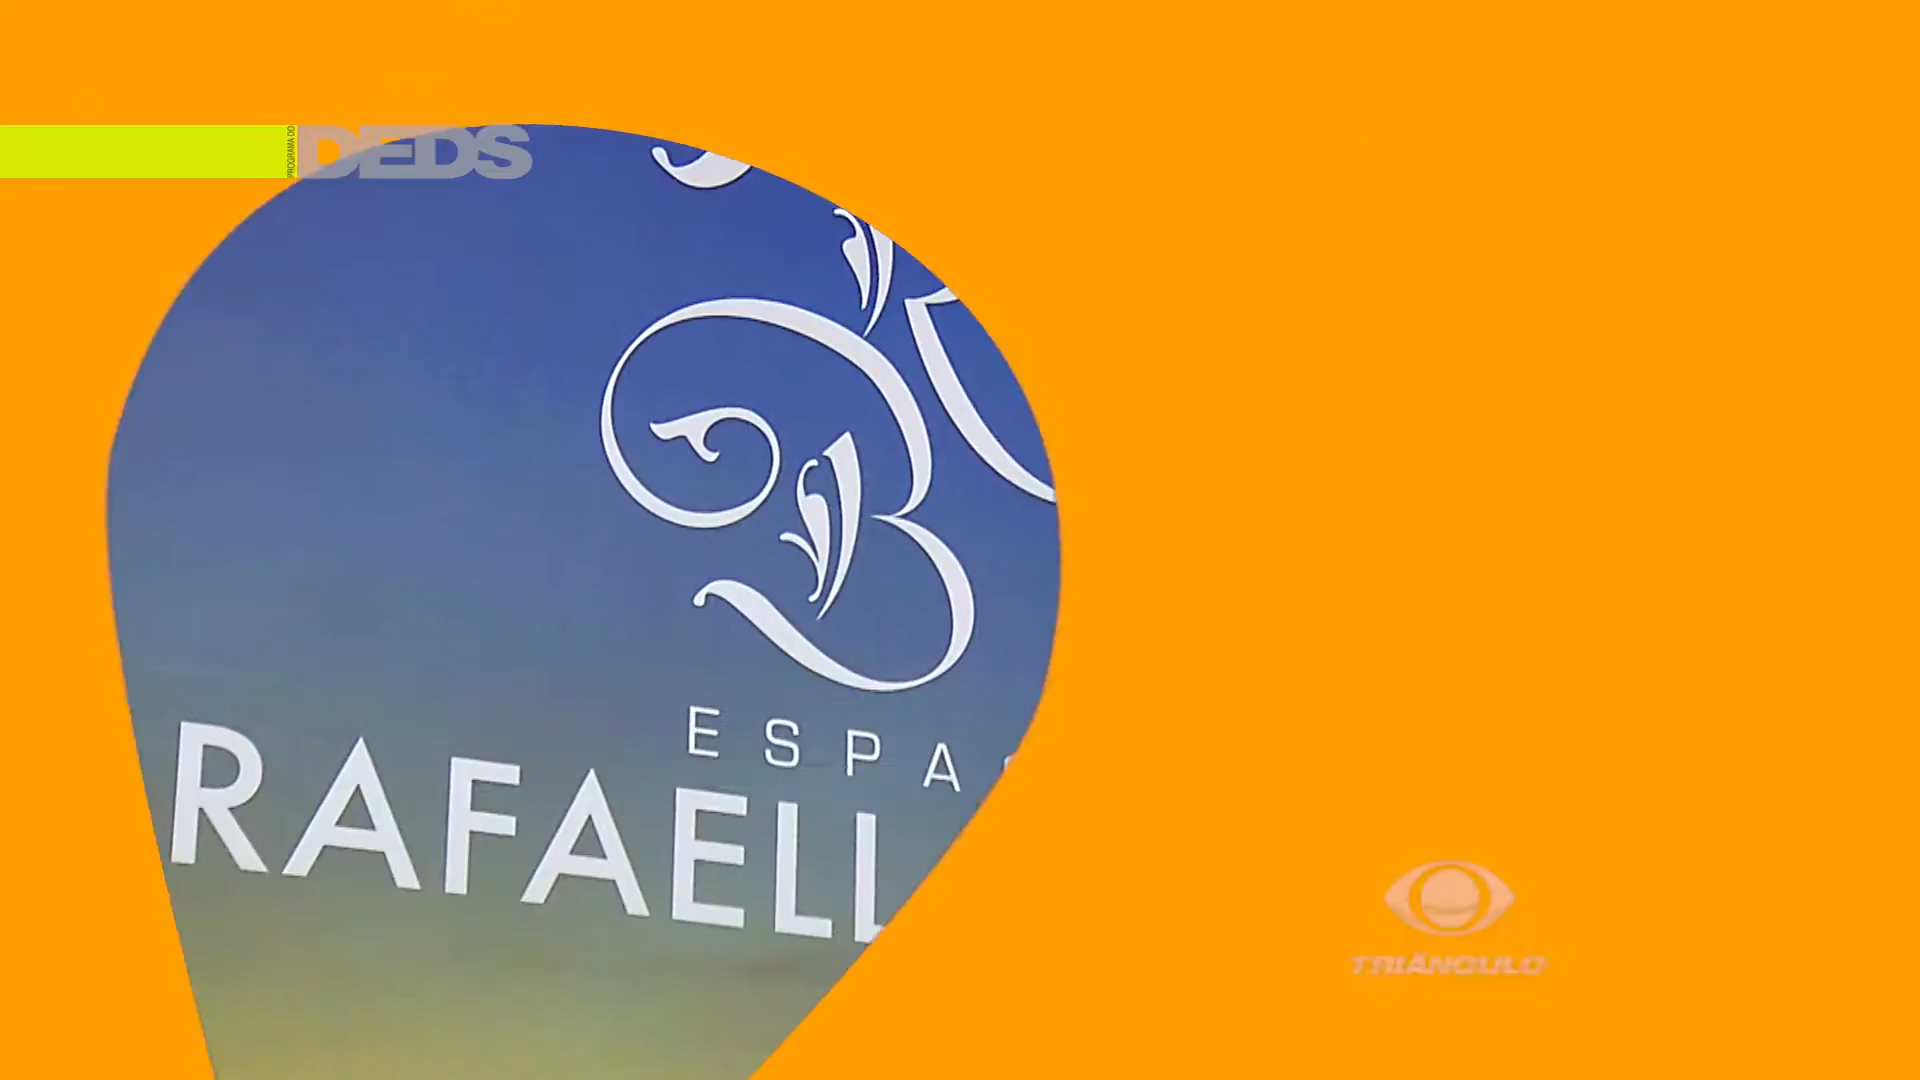 PROGRAMA DO
DEDS
B
ESPA
RAFAELL
TRIÂNGULO